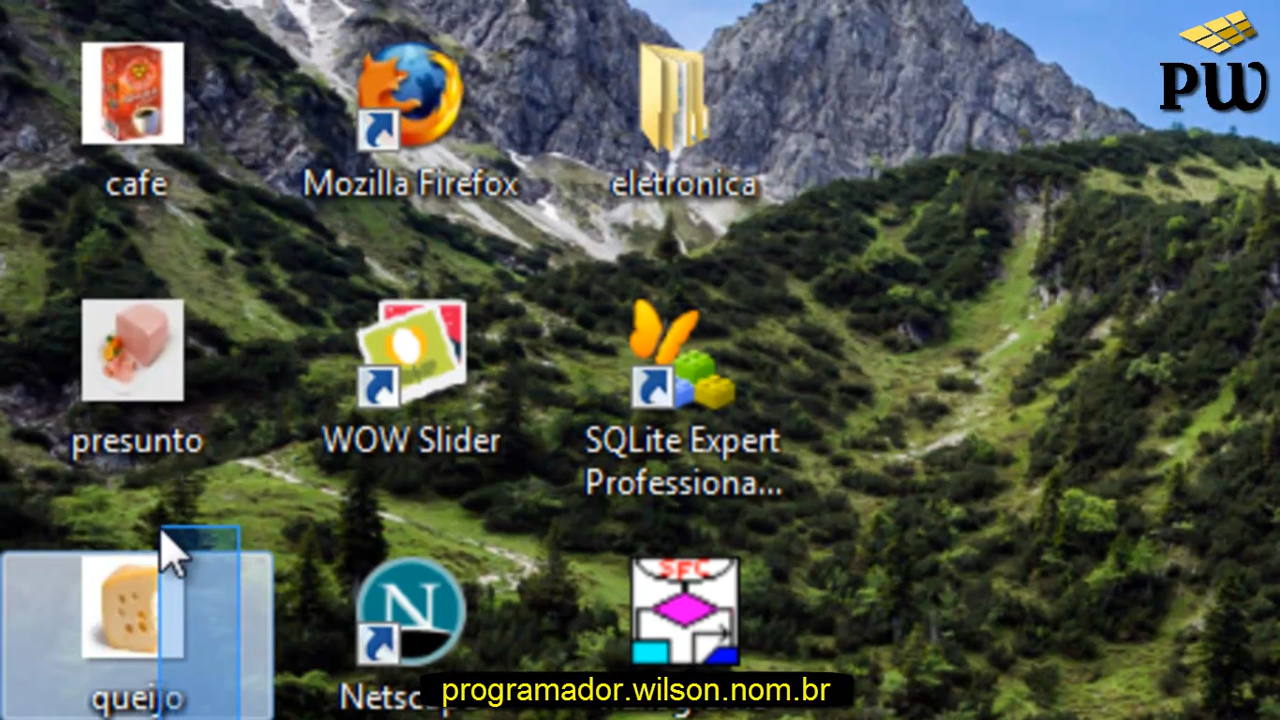 PW
cafe
Mozilla Firefox
eletronica
presunto
WOW Slider
SQLite Expert
Professiona...
N
SFC
queijo
programador.wilson.nom.br